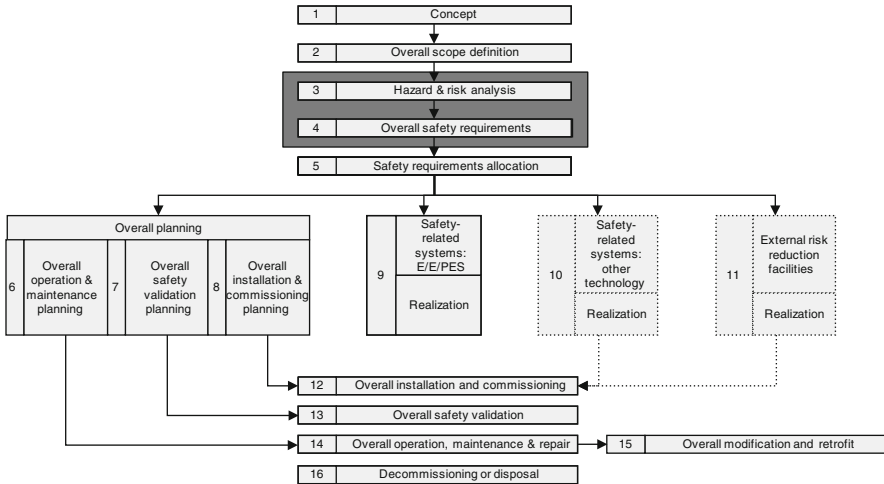 1 Concept
2 Overall scope definition
3 Hazard & risk analysis
4 Overall safety requirements
5 Safety requirements allocation
Overall planning
6
Overall
operation &
maintenance
planning
7
Overall
safety
validation
planning
8
Overall
installation &
commissioning
planning
9
Safety-
related
systems:
E/E/PES
Realization
10
Safety-
related
systems:
other
technology
Realization
11
External risk
reduction
facilities
Realization
12 Overall installation and commissioning
13 Overall safety validation
14 Overall operation, maintenance & repair
15 Overall modification and retrofit
16 Decommissioning or disposal